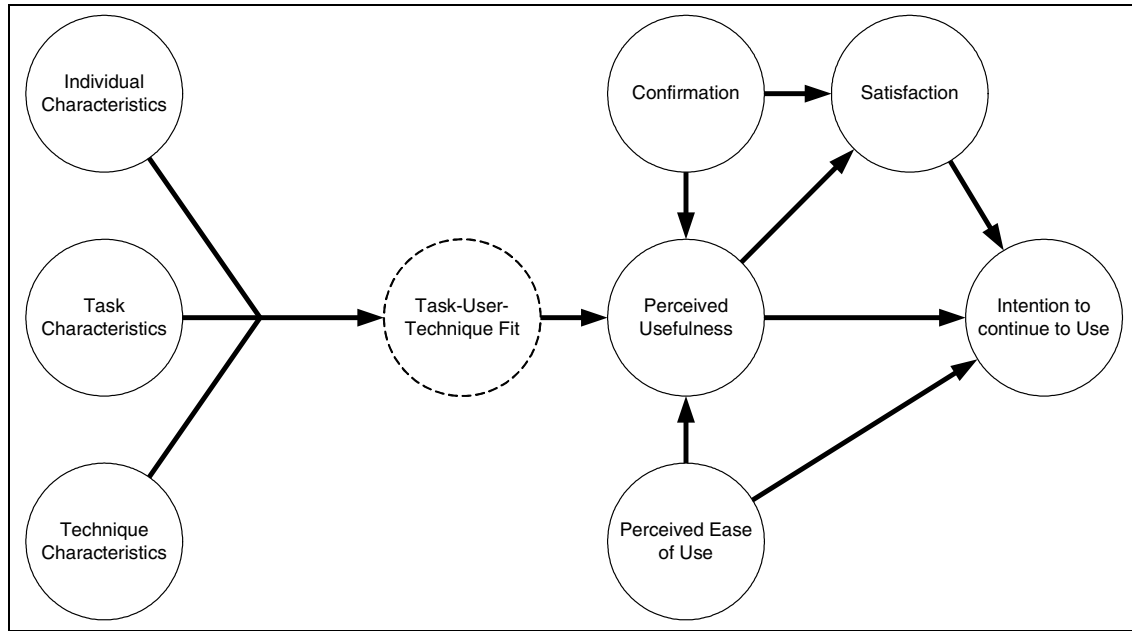 Individual
Characteristics
Confirmation
Satisfaction
Task
Characteristics
Task-User-
Technique Fit
Perceived
Usefulness
Intention to
continue to Use
Technique
Characteristics
Perceived Ease
of Use